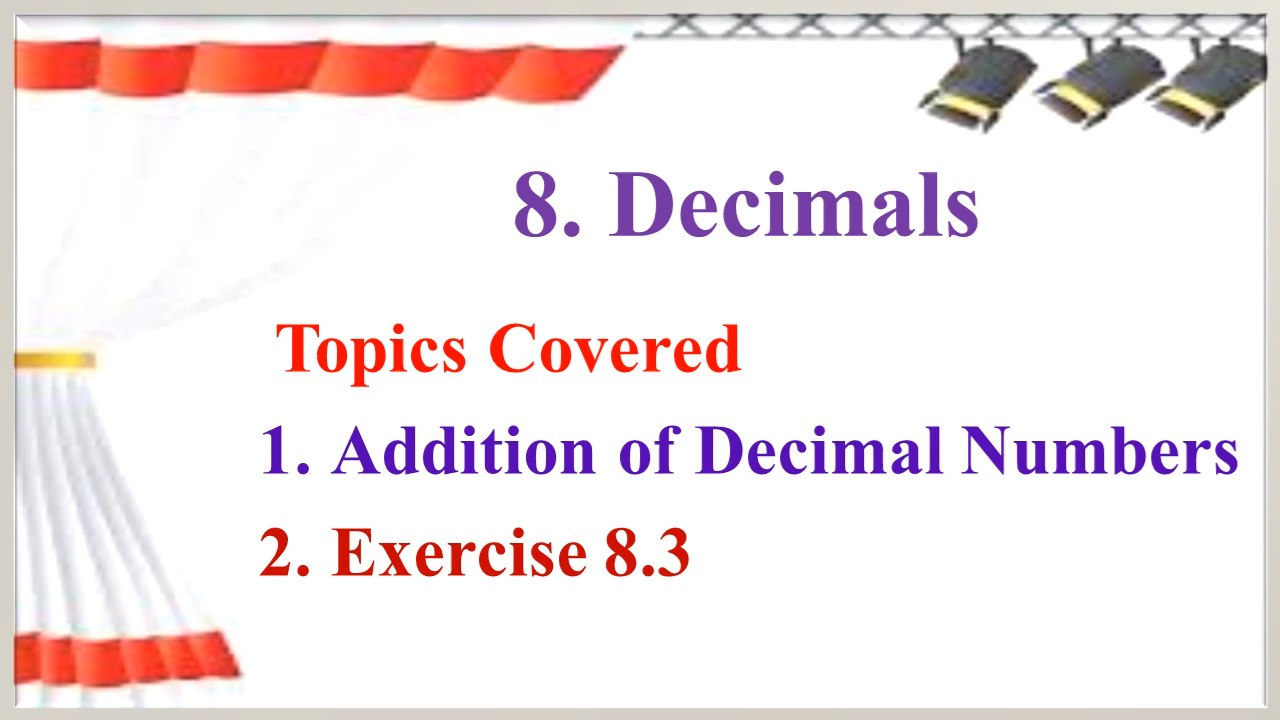 8. Decimals
Topics Covered
1. Addition of Decimal Numbers
2. Exercise 8.3